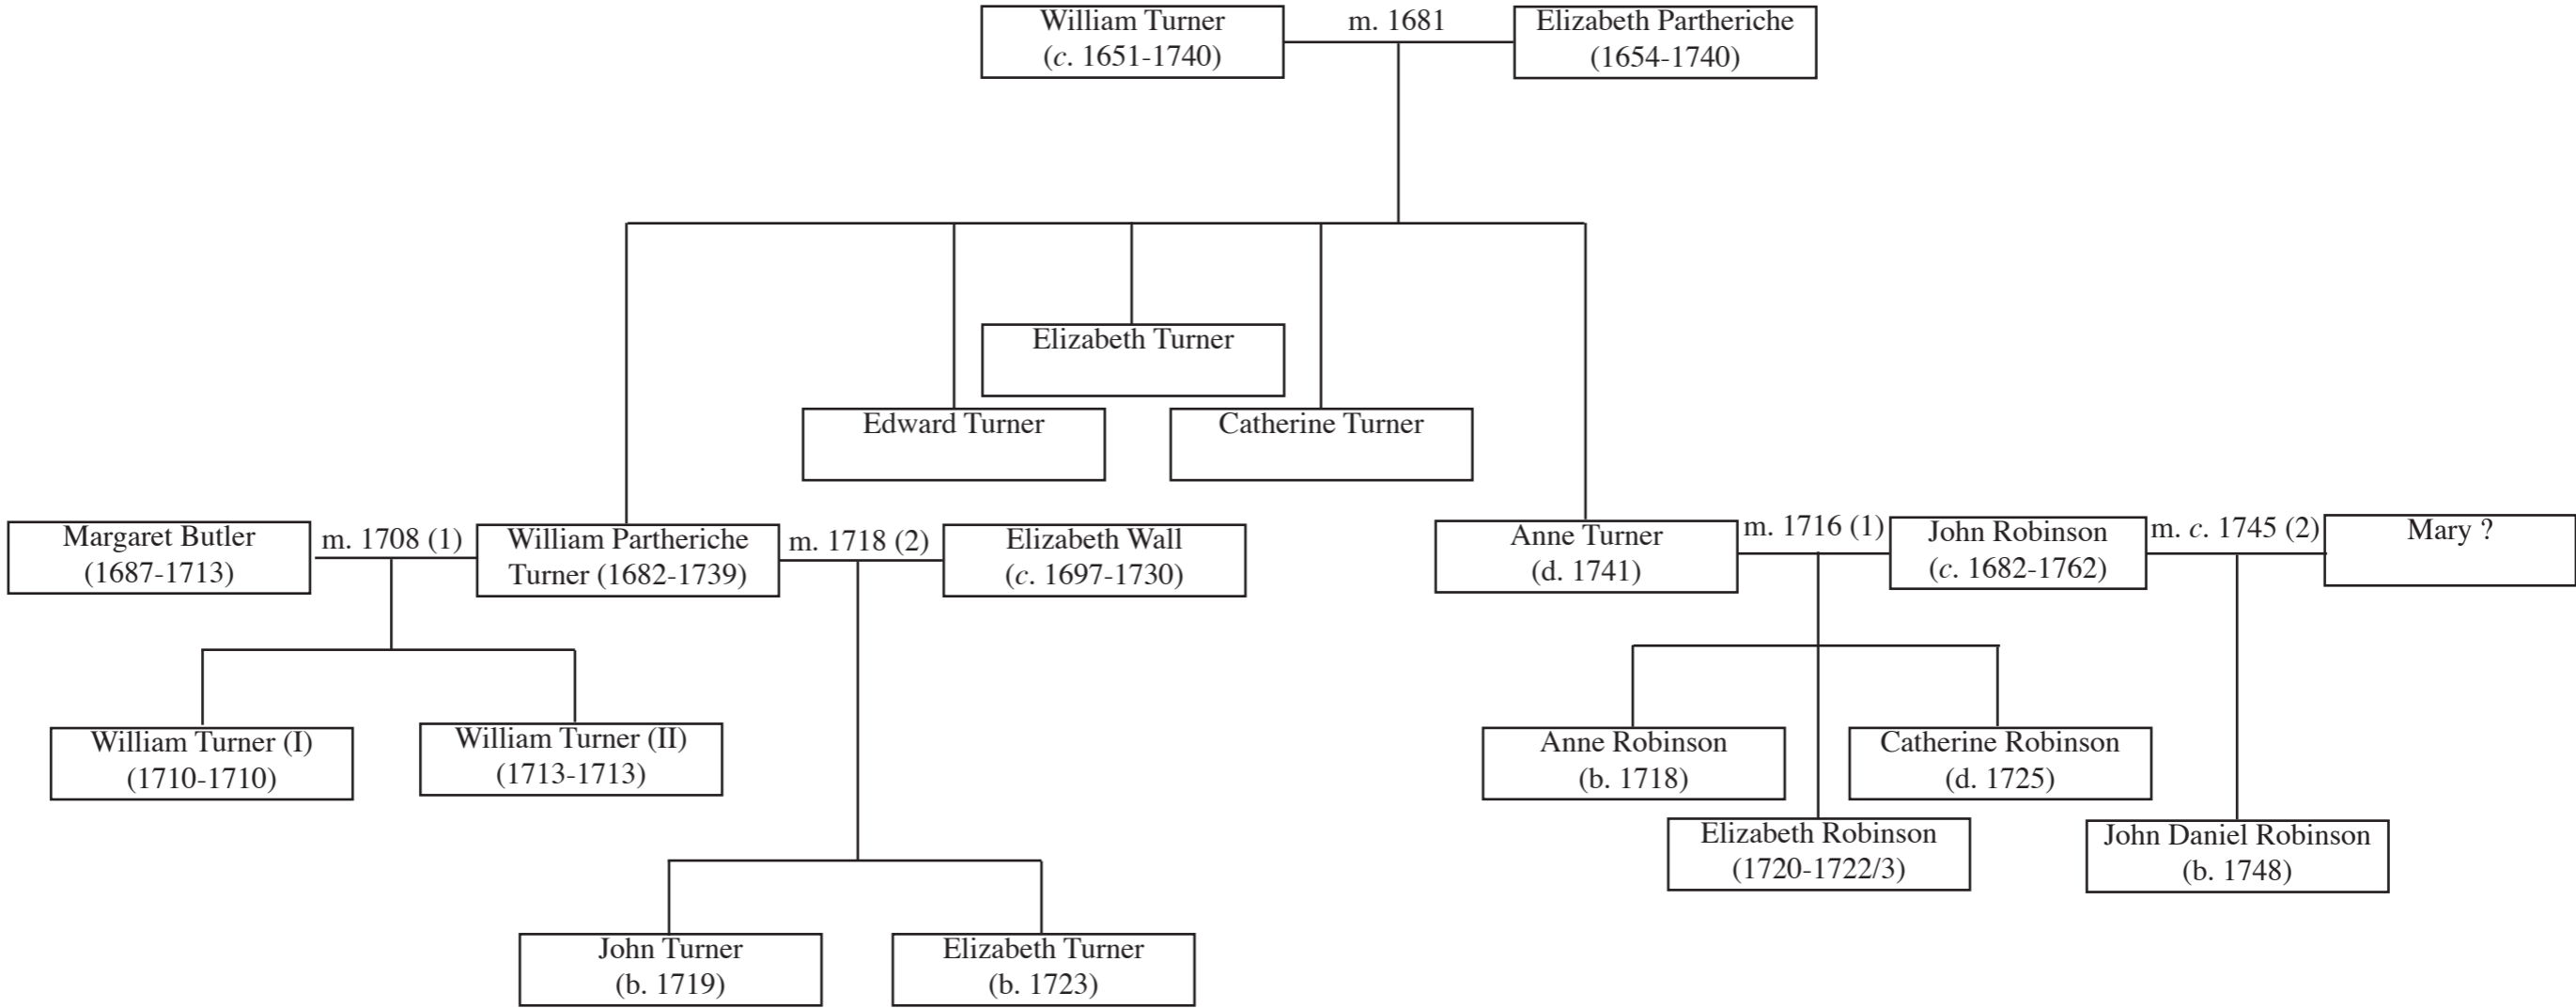 William Turner
(c. 1651-1740)
m. 1681
Elizabeth Partheriche
(1654-1740)
Elizabeth Turner
Edward Turner
Catherine Turner
Margaret Butler
(1687-1713)
m. 1708 (1)
William Partheriche
Turner (1682-1739)
m. 1718 (2)
Elizabeth Wall
(c. 1697-1730)
Anne Turner
(d. 1741)
m. 1716 (1)
John Robinson
(c. 1682-1762)
m. c. 1745 (2)
Mary ?
William Turner (I)
(1710-1710)
William Turner (II)
(1713-1713)
Anne Robinson
(b. 1718)
Catherine Robinson
(d. 1725)
Elizabeth Robinson
(1720-1722/3)
John Daniel Robinson
(b. 1748)
John Turner
(b. 1719)
Elizabeth Turner
(b. 1723)